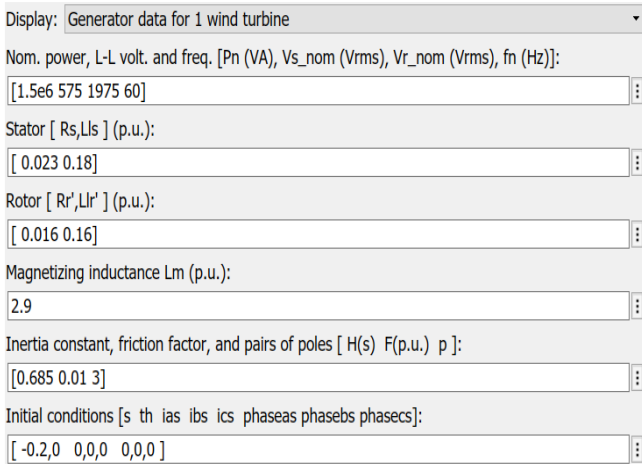 Display: Generator data for 1 wind turbine
Nom. power, L-L volt. and freq. [Pn (VA), Vs_nom (Vrms), Vr_nom (Vrms), fn (Hz)]:
[1.5e6 575 1975 60]
Stator [ Rs,Lls ] (p.u.):
[ 0.023 0.18]
Rotor [ Rr',Llr' ] (p.u.):
[ 0.016 0.16]
Magnetizing inductance Lm (p.u.):
2.9
Inertia constant, friction factor, and pairs of poles [ H(s)  F(p.u.)  p ]:
[0.685 0.01 3]
Initial conditions [s  th  ias  ibs  ics  phaseas phasebs phasecs]:
[ -0.2,0   0,0,0   0,0,0 ]